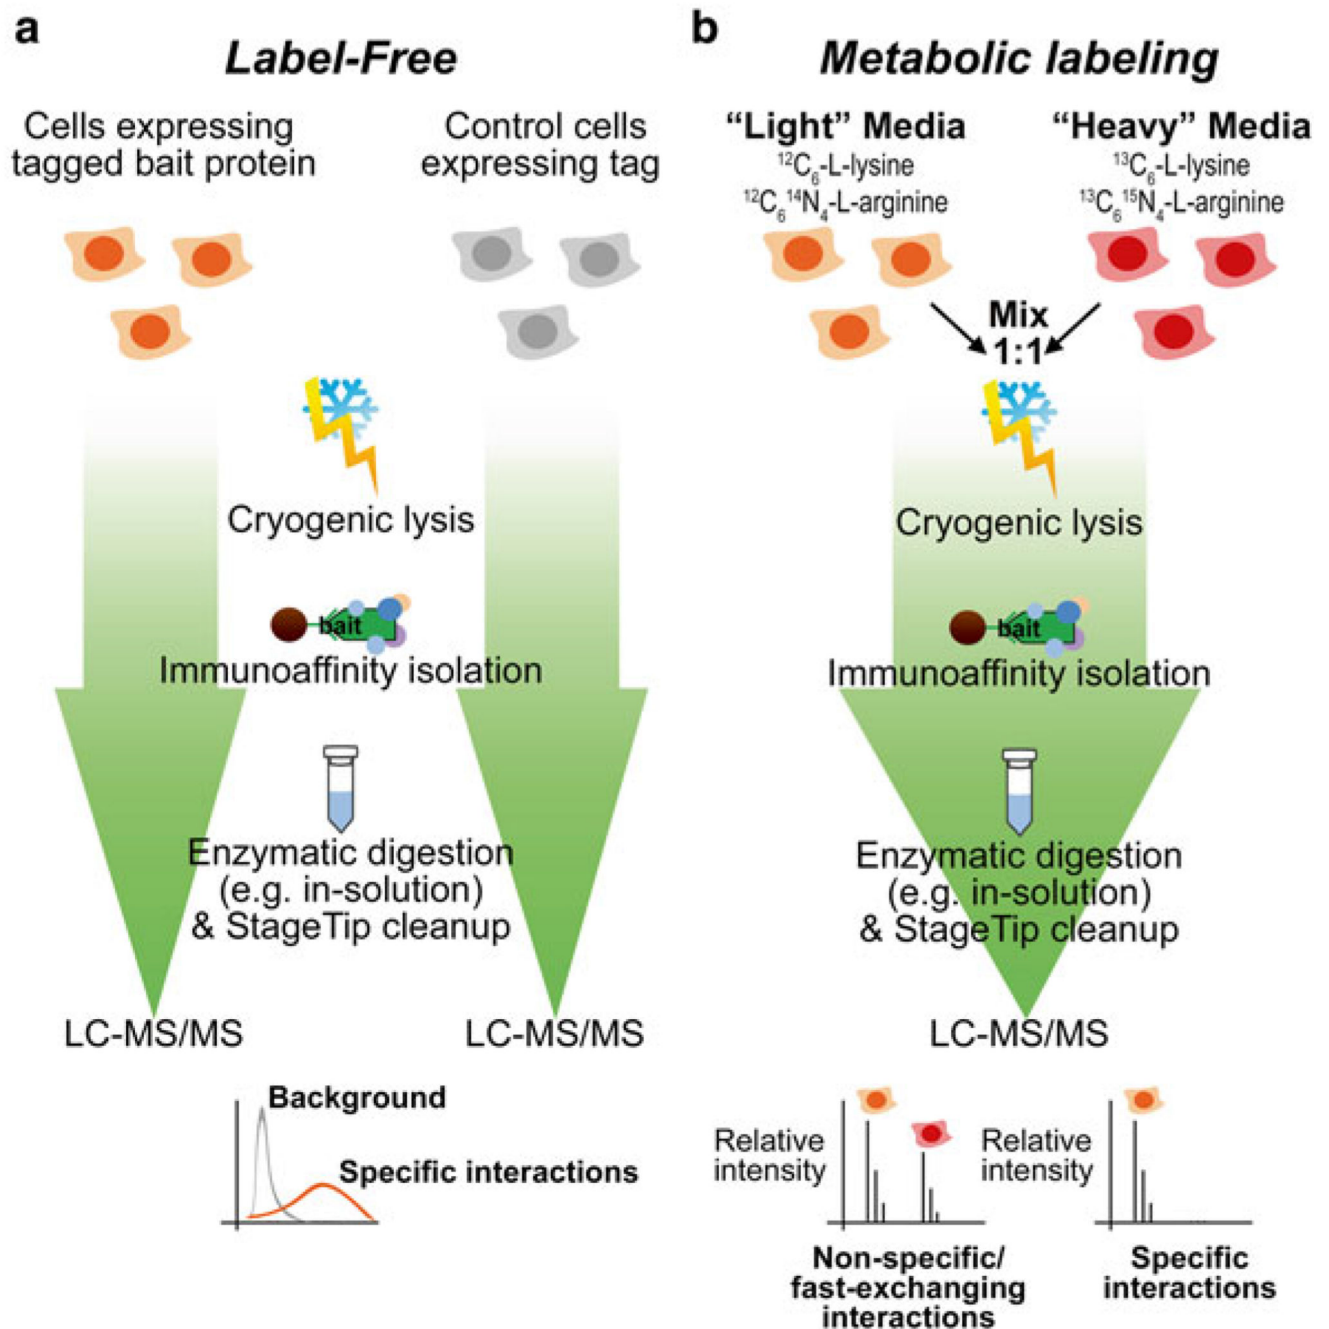 a
Label-Free
Cells expressing
tagged bait protein
Control cells
expressing tag
Cryogenic lysis
bait
Immunoaffinity isolation
Enzymatic digestion
(e.g. in-solution)
& StageTip cleanup
LC-MS/MS
LC-MS/MS
Background
Specific interactions
b
Metabolic labeling
“Light” Media
¹²C₆-L-lysine
¹²C₆¹⁴N₄-L-arginine
“Heavy” Media
¹³C₆-L-lysine
¹³C₆¹⁵N₄-L-arginine
Mix
1:1
Cryogenic lysis
bait
Immunoaffinity isolation
Enzymatic digestion
(e.g. in-solution)
& StageTip cleanup
LC-MS/MS
Relative
intensity
Non-specific/
fast-exchanging
interactions
Relative
intensity
Specific
interactions